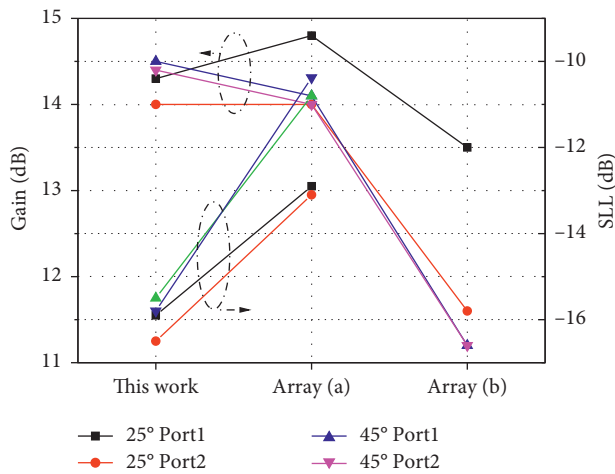 15
14
13
12
11
Gain (dB)
−10
−12
−14
−16
SLL (dB)
This work Array (a) Array (b)
25° Port1 45° Port1
25° Port2 45° Port2